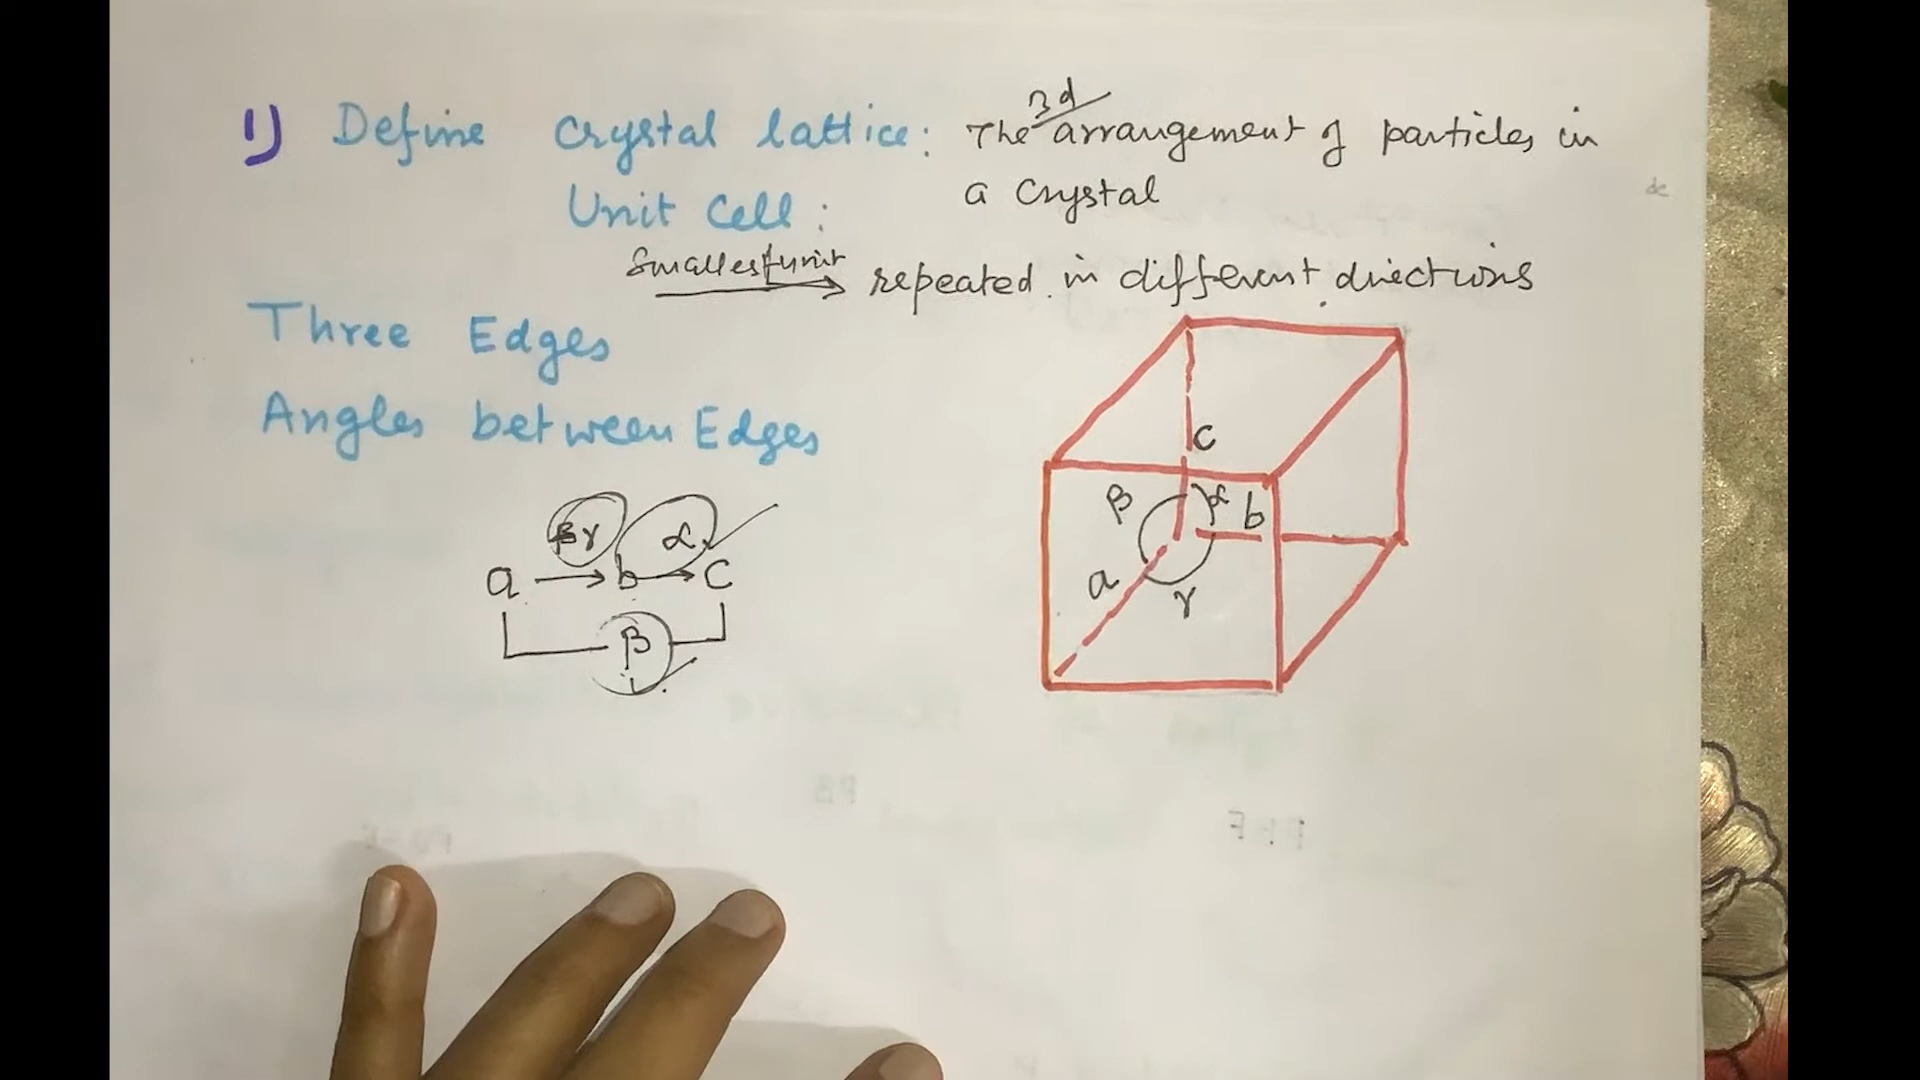 1) Define Crystal lattice: The 3d arrangement of particles in
a Crystal
Unit Cell:
Smallest unit repeated in different directions
Three Edges
Angles between Edges
γ α
a → b → c
β
c
β α b
a
γ